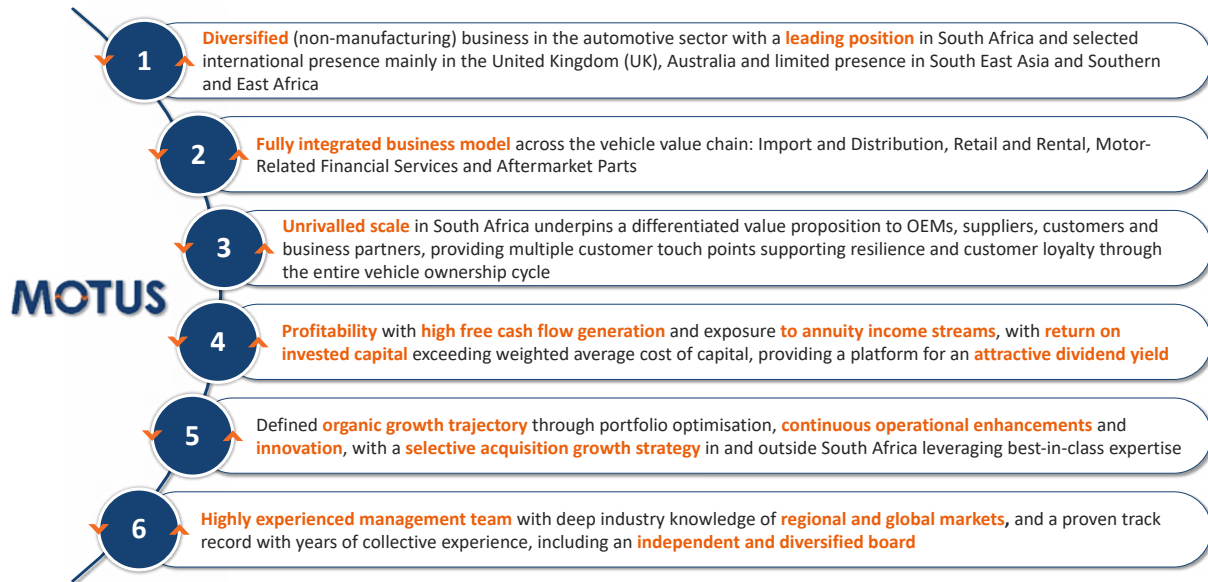 1
Diversified (non-manufacturing) business in the automotive sector with a leading position in South Africa and selected
international presence mainly in the United Kingdom (UK), Australia and limited presence in South East Asia and Southern
and East Africa
2
Fully integrated business model across the vehicle value chain: Import and Distribution, Retail and Rental, Motor-
Related Financial Services and Aftermarket Parts
3
Unrivalled scale in South Africa underpins a differentiated value proposition to OEMs, suppliers, customers and
business partners, providing multiple customer touch points supporting resilience and customer loyalty through
the entire vehicle ownership cycle
MOTUS
4
Profitability with high free cash flow generation and exposure to annuity income streams, with return on
invested capital exceeding weighted average cost of capital, providing a platform for an attractive dividend yield
5
Defined organic growth trajectory through portfolio optimisation, continuous operational enhancements and
innovation, with a selective acquisition growth strategy in and outside South Africa leveraging best-in-class expertise
6
Highly experienced management team with deep industry knowledge of regional and global markets, and a proven track
record with years of collective experience, including an independent and diversified board